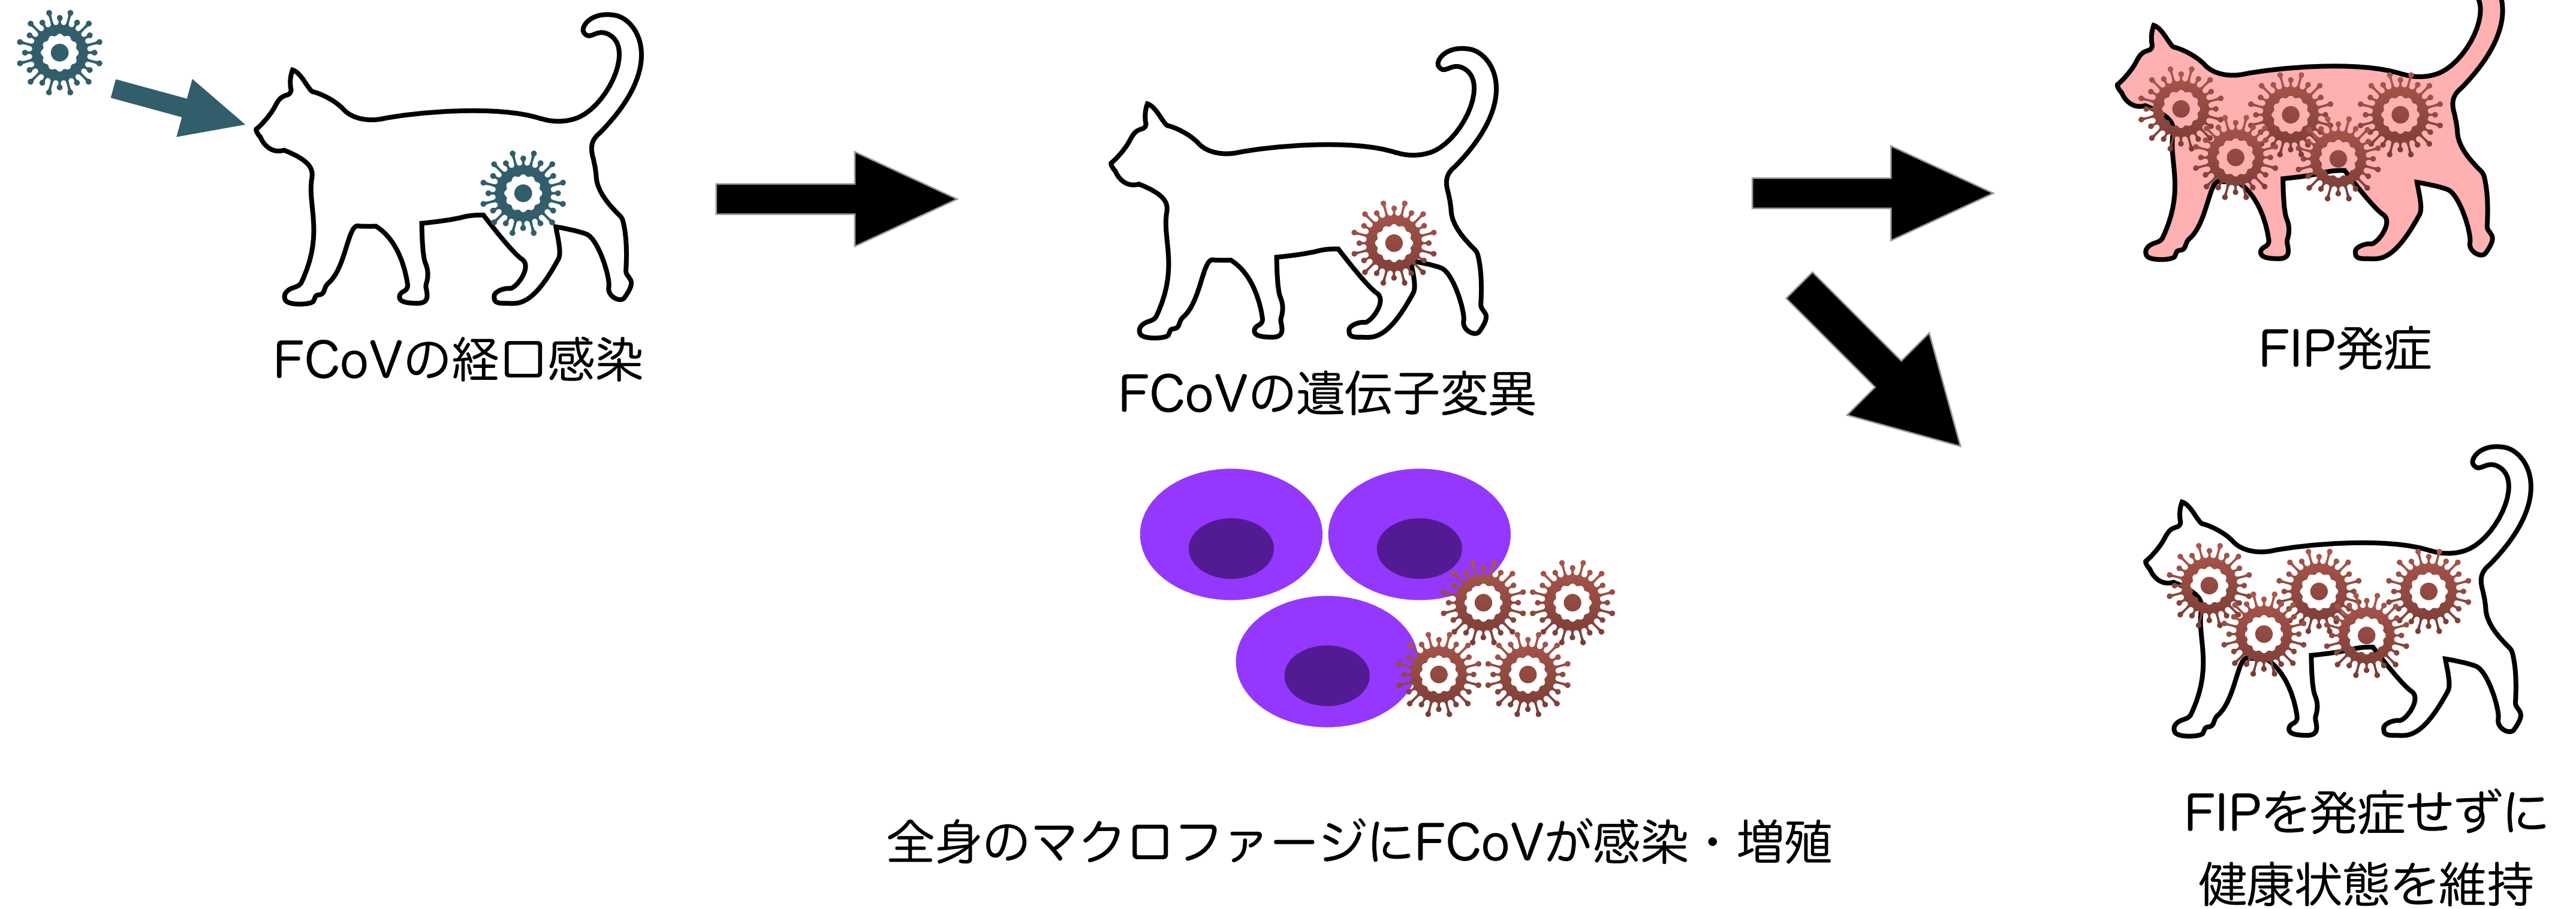 FCoVの経口感染
FCoVの遺伝子変異
全身のマクロファージにFCoVが感染・増殖
FIP発症
FIPを発症せずに
健康状態を維持